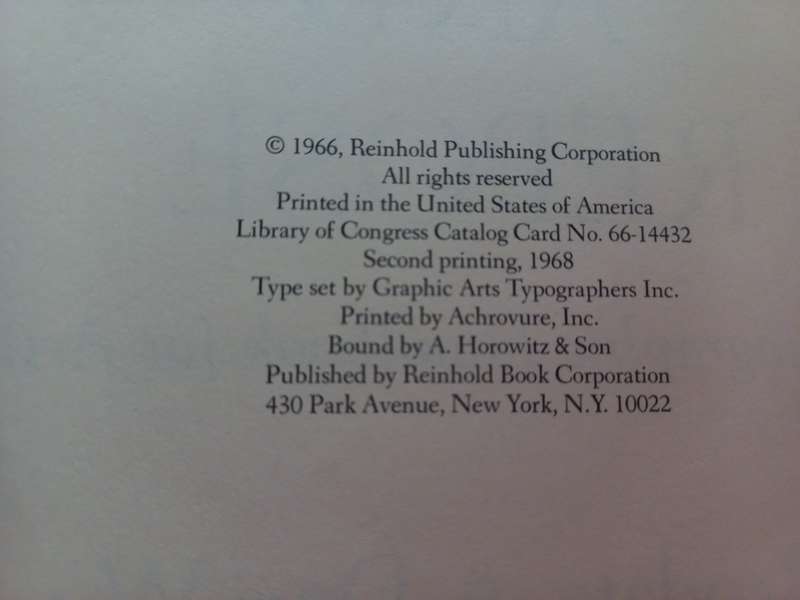 © 1966, Reinhold Publishing Corporation
All rights reserved
Printed in the United States of America
Library of Congress Catalog Card No. 66-14432
Second printing, 1968
Type set by Graphic Arts Typographers Inc.
Printed by Achrovure, Inc.
Bound by A. Horowitz & Son
Published by Reinhold Book Corporation
430 Park Avenue, New York, N.Y. 10022